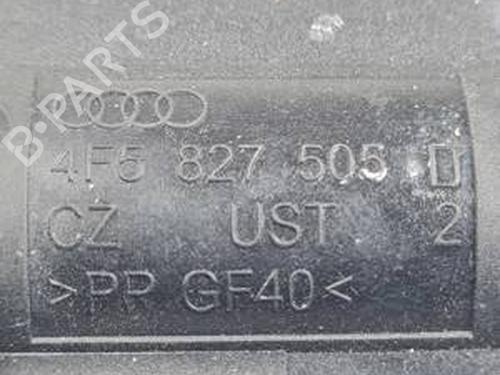 B-PARTS
4F5 827 505 D
CZ UST 2
>PP GF40<